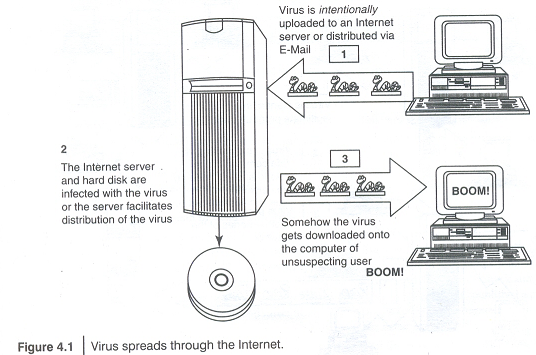 Virus is intentionally
uploaded to an Internet
server or distributed via
E-Mail
1
2
The Internet server
and hard disk are
infected with the virus
or the server facilitates
distribution of the virus
3
BOOM!
Somehow the virus
gets downloaded onto
the computer of
unsuspecting user
BOOM!
Figure 4.1 Virus spreads through the Internet.